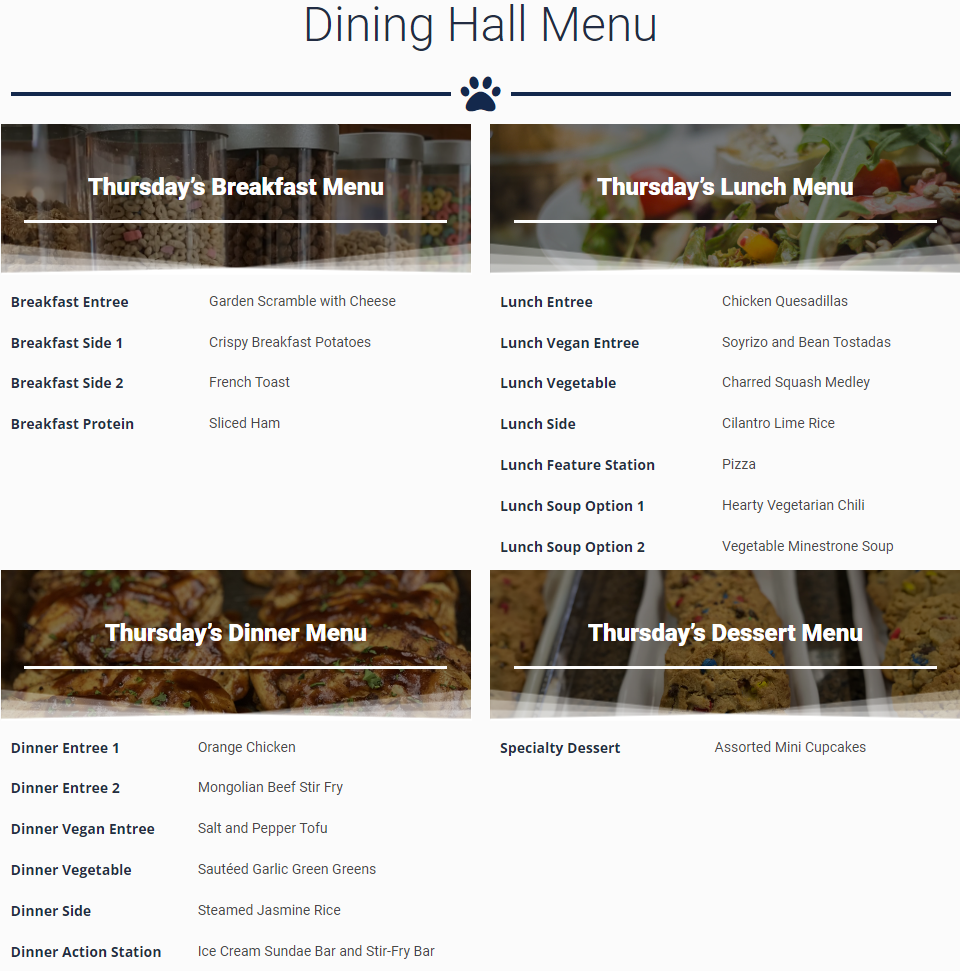 Dining Hall Menu
Thursday’s Breakfast Menu
Breakfast Entree Garden Scramble with Cheese
Breakfast Side 1 Crispy Breakfast Potatoes
Breakfast Side 2 French Toast
Breakfast Protein Sliced Ham
Thursday’s Lunch Menu
Lunch Entree Chicken Quesadillas
Lunch Vegan Entree Soyrizo and Bean Tostadas
Lunch Vegetable Charred Squash Medley
Lunch Side Cilantro Lime Rice
Lunch Feature Station Pizza
Lunch Soup Option 1 Hearty Vegetarian Chili
Lunch Soup Option 2 Vegetable Minestrone Soup
Thursday’s Dinner Menu
Dinner Entree 1 Orange Chicken
Dinner Entree 2 Mongolian Beef Stir Fry
Dinner Vegan Entree Salt and Pepper Tofu
Dinner Vegetable Sautéed Garlic Green Greens
Dinner Side Steamed Jasmine Rice
Dinner Action Station Ice Cream Sundae Bar and Stir-Fry Bar
Thursday’s Dessert Menu
Specialty Dessert Assorted Mini Cupcakes